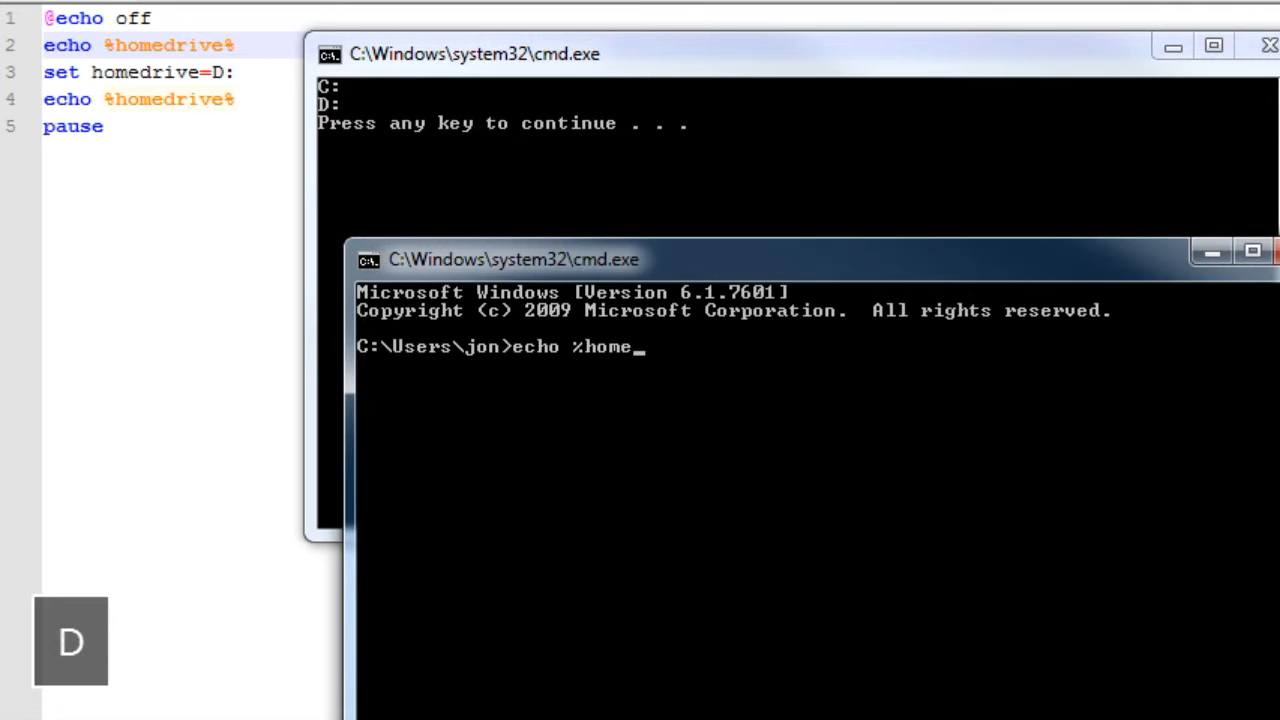 1 @echo off
2 echo %homedrive%
3 set homedrive=D:
4 echo %homedrive%
5 pause
C:\Windows\system32\cmd.exe
C:
D:
Press any key to continue . . .
C:\Windows\system32\cmd.exe
Microsoft Windows [Version 6.1.7601]
Copyright (c) 2009 Microsoft Corporation.  All rights reserved.
C:\Users\jon>echo %home_
D